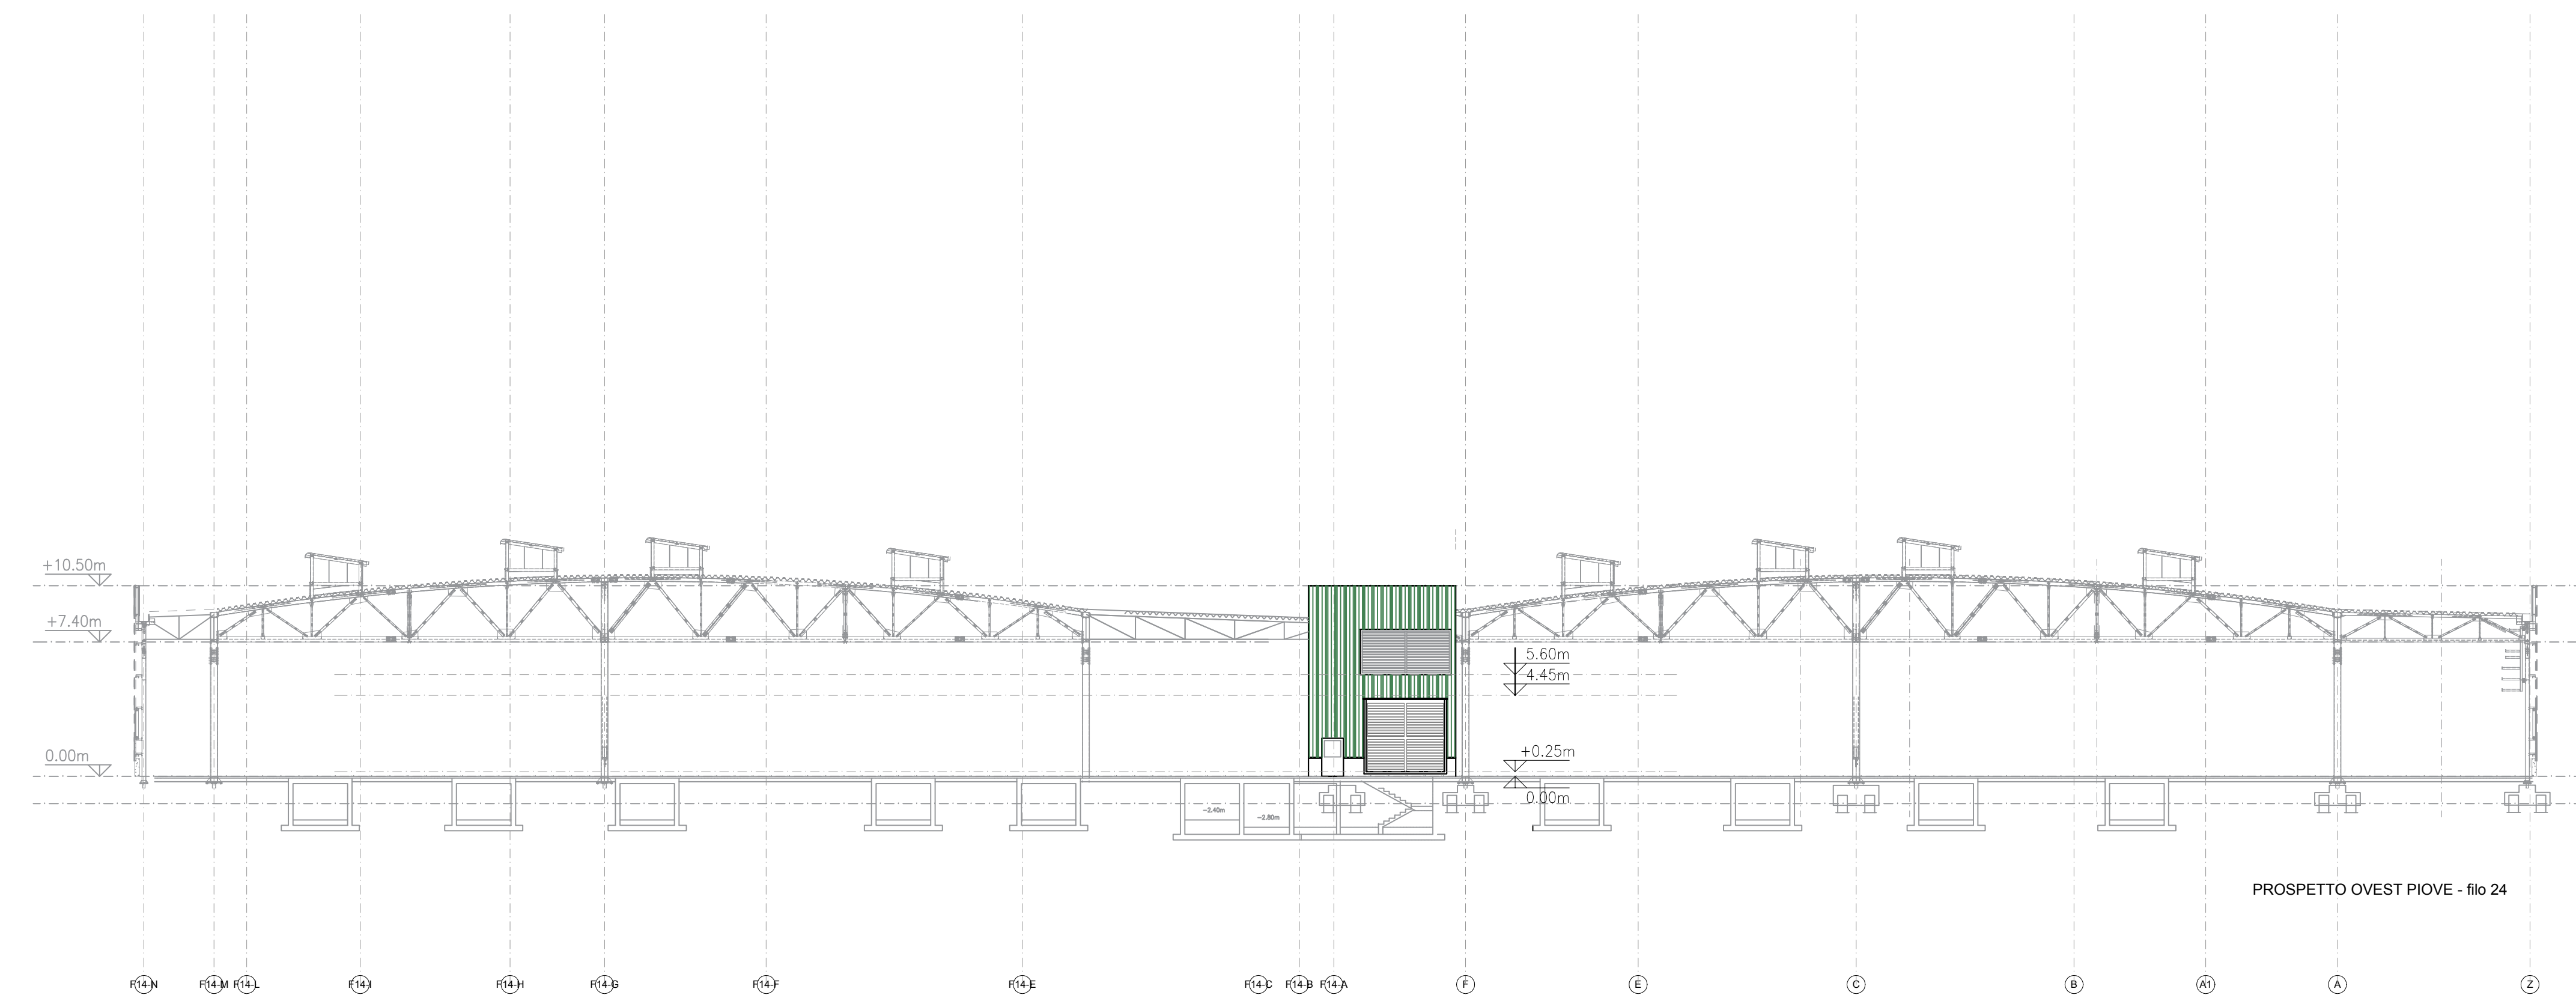 +10.50m
+7.40m
5.60m
4.45m
+0.25m
0.00m
0.00m
-2.40m
-2.80m
PROSPETTO OVEST PIOVE - filo 24
F14-N F14-M F14-L F14-I F14-H F14-G F14-F F14-E F14-C F14-B F14-A F E C B A1 A Z